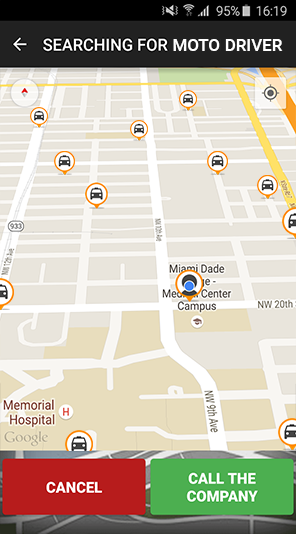 95% 16:19
SEARCHING FOR MOTO DRIVER
933
NW 12th Ave
NW 10th Ave
Miami Dade
College -
Medical Center
Campus
NW 20th
NW 9th Ave
Memorial
Hospital H
Google
CANCEL
CALL THE
COMPANY